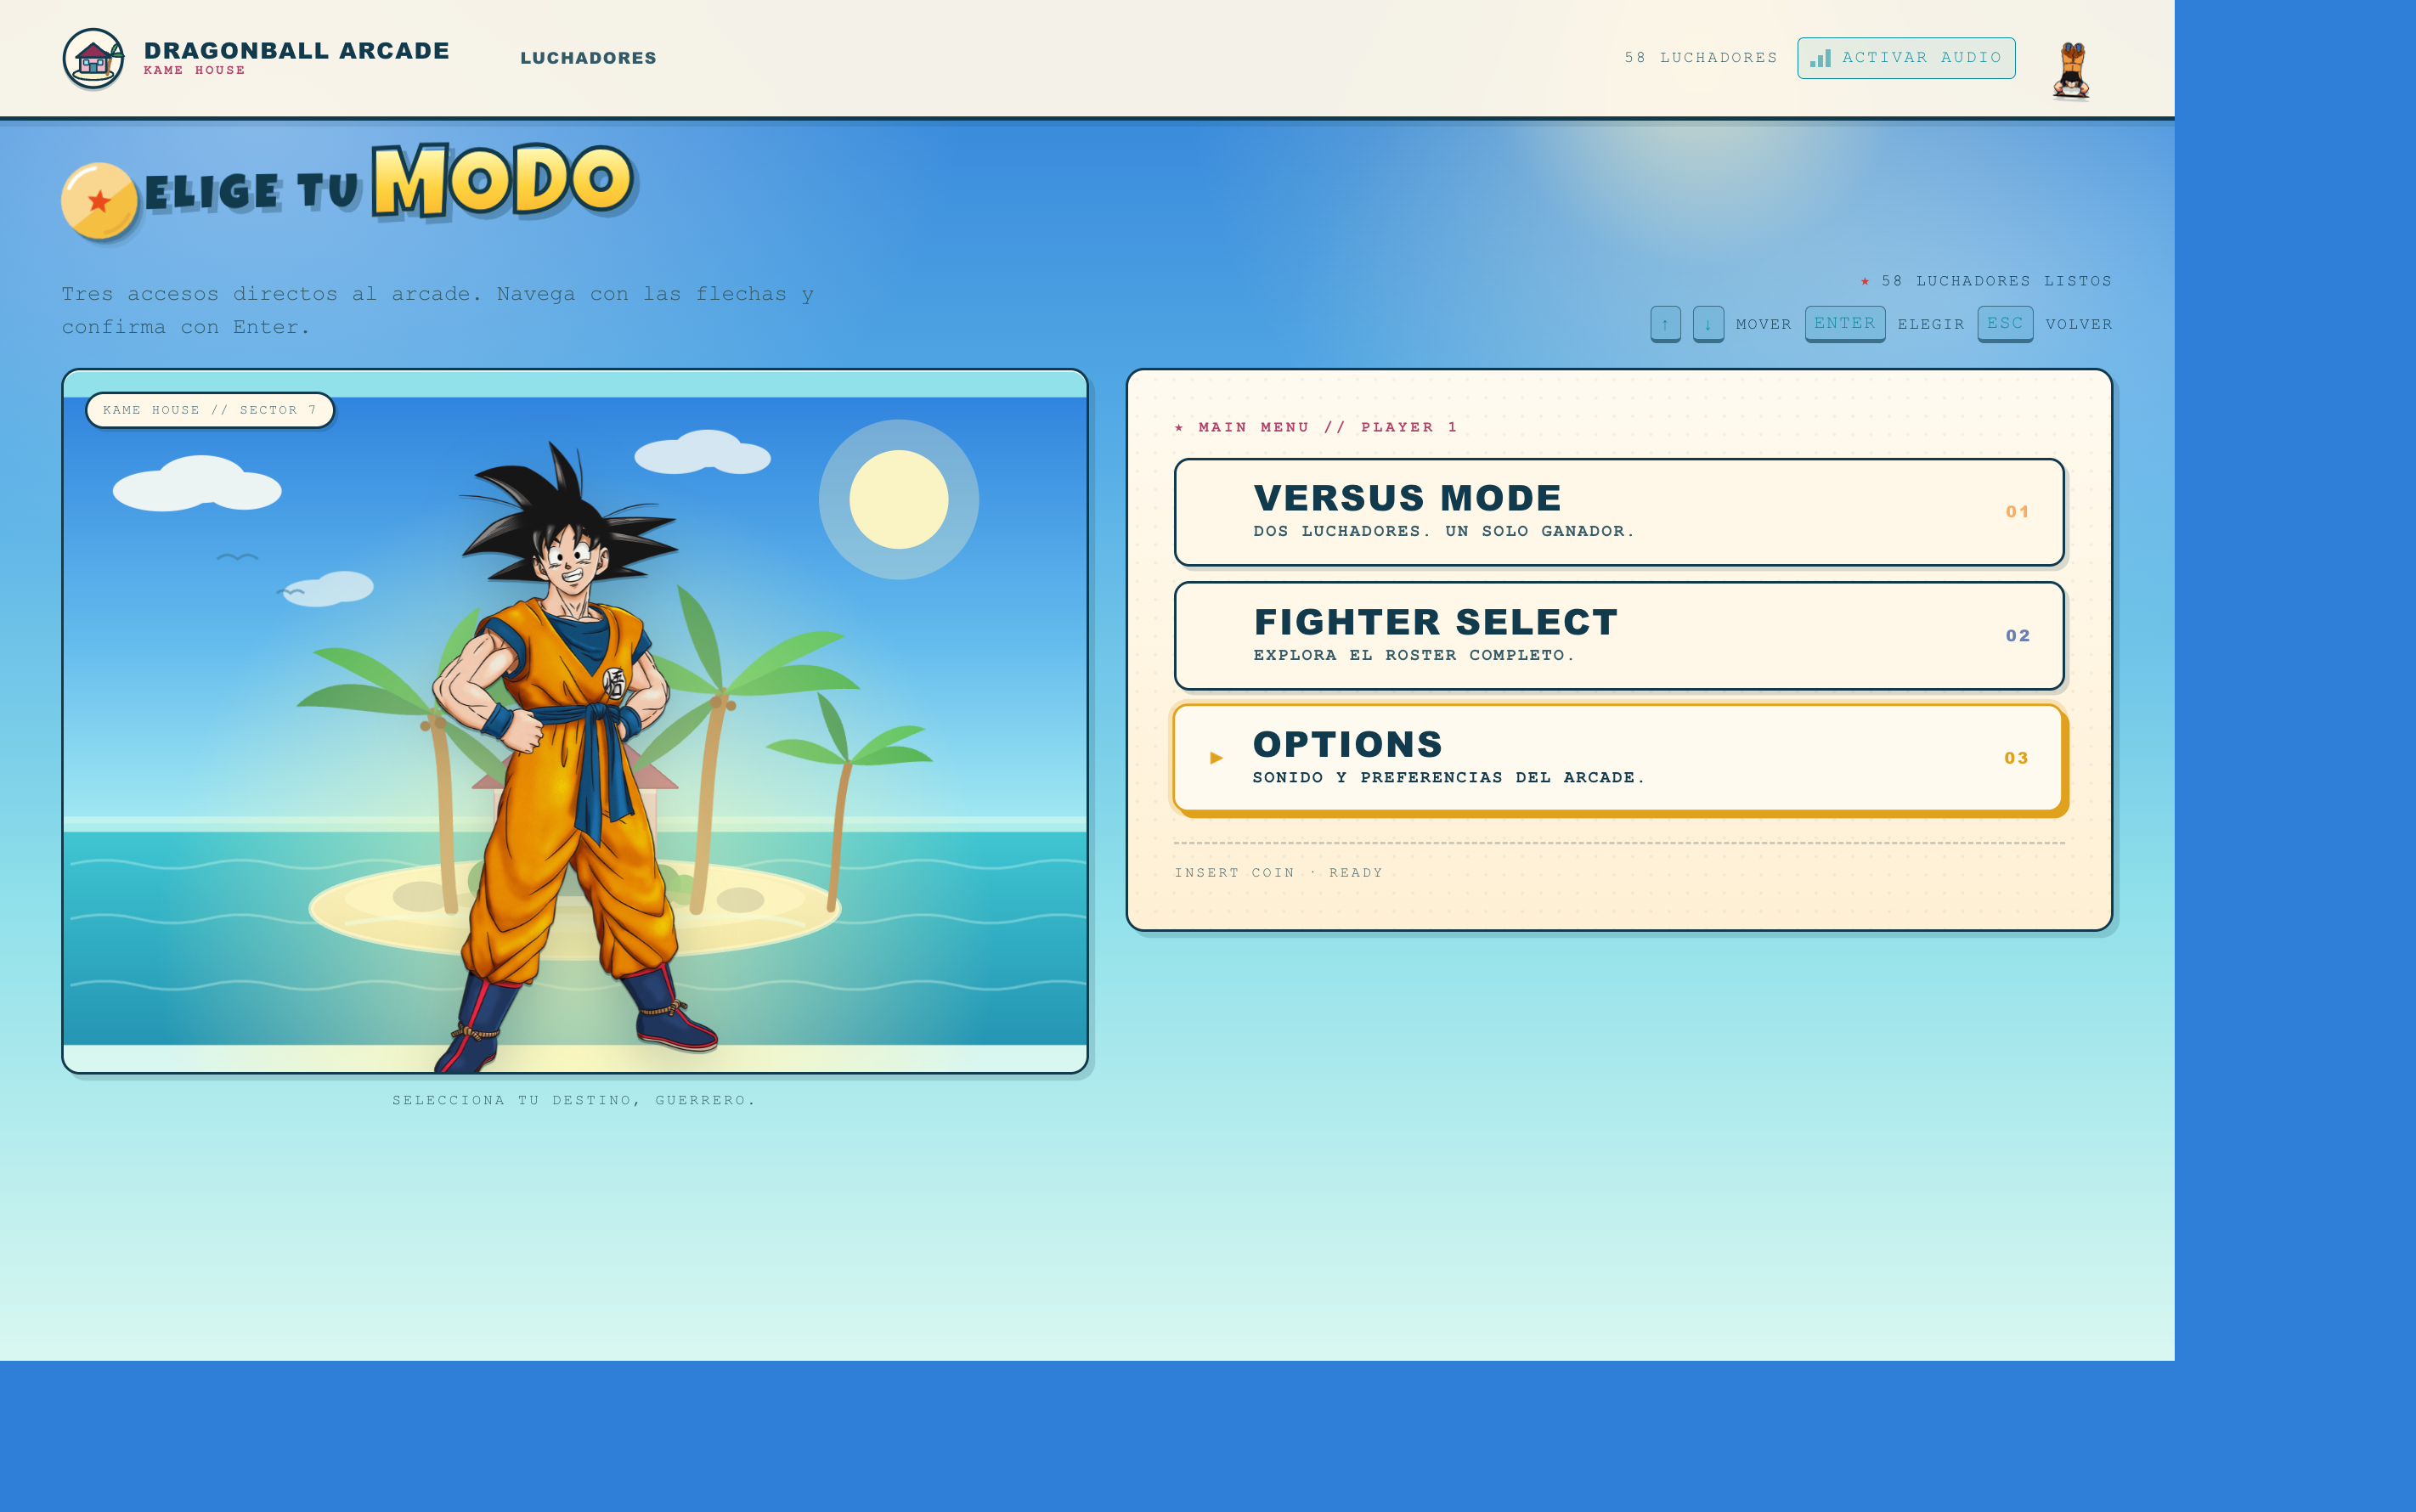 DRAGONBALL ARCADE
KAME HOUSE
LUCHADORES
58 LUCHADORES
ACTIVAR AUDIO
ELIGE TU MODO
Tres accesos directos al arcade. Navega con las flechas y
confirma con Enter.
★ 58 LUCHADORES LISTOS
↑ ↓ MOVER ENTER ELEGIR ESC VOLVER
KAME HOUSE // SECTOR 7
悟
★ MAIN MENU // PLAYER 1
VERSUS MODE
DOS LUCHADORES. UN SOLO GANADOR.
01
FIGHTER SELECT
EXPLORA EL ROSTER COMPLETO.
02
▶ OPTIONS
SONIDO Y PREFERENCIAS DEL ARCADE.
03
INSERT COIN · READY
SELECCIONA TU DESTINO, GUERRERO.